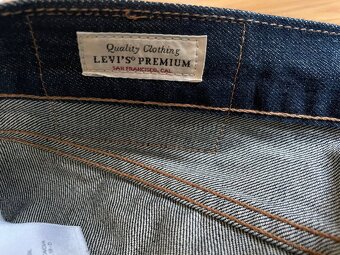 Quality Clothing
LEVI'S® PREMIUM
SAN FRANCISCO, CAL